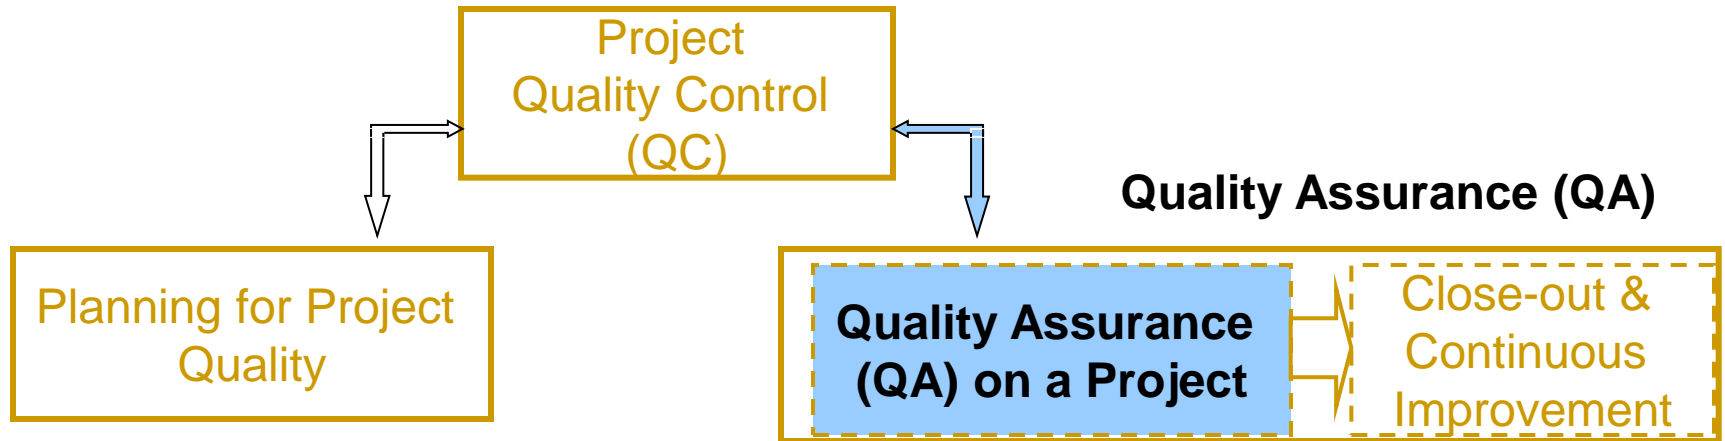 Project
Quality Control
(QC)
Quality Assurance (QA)
Planning for Project
Quality
Quality Assurance
(QA) on a Project
Close-out &
Continuous
Improvement